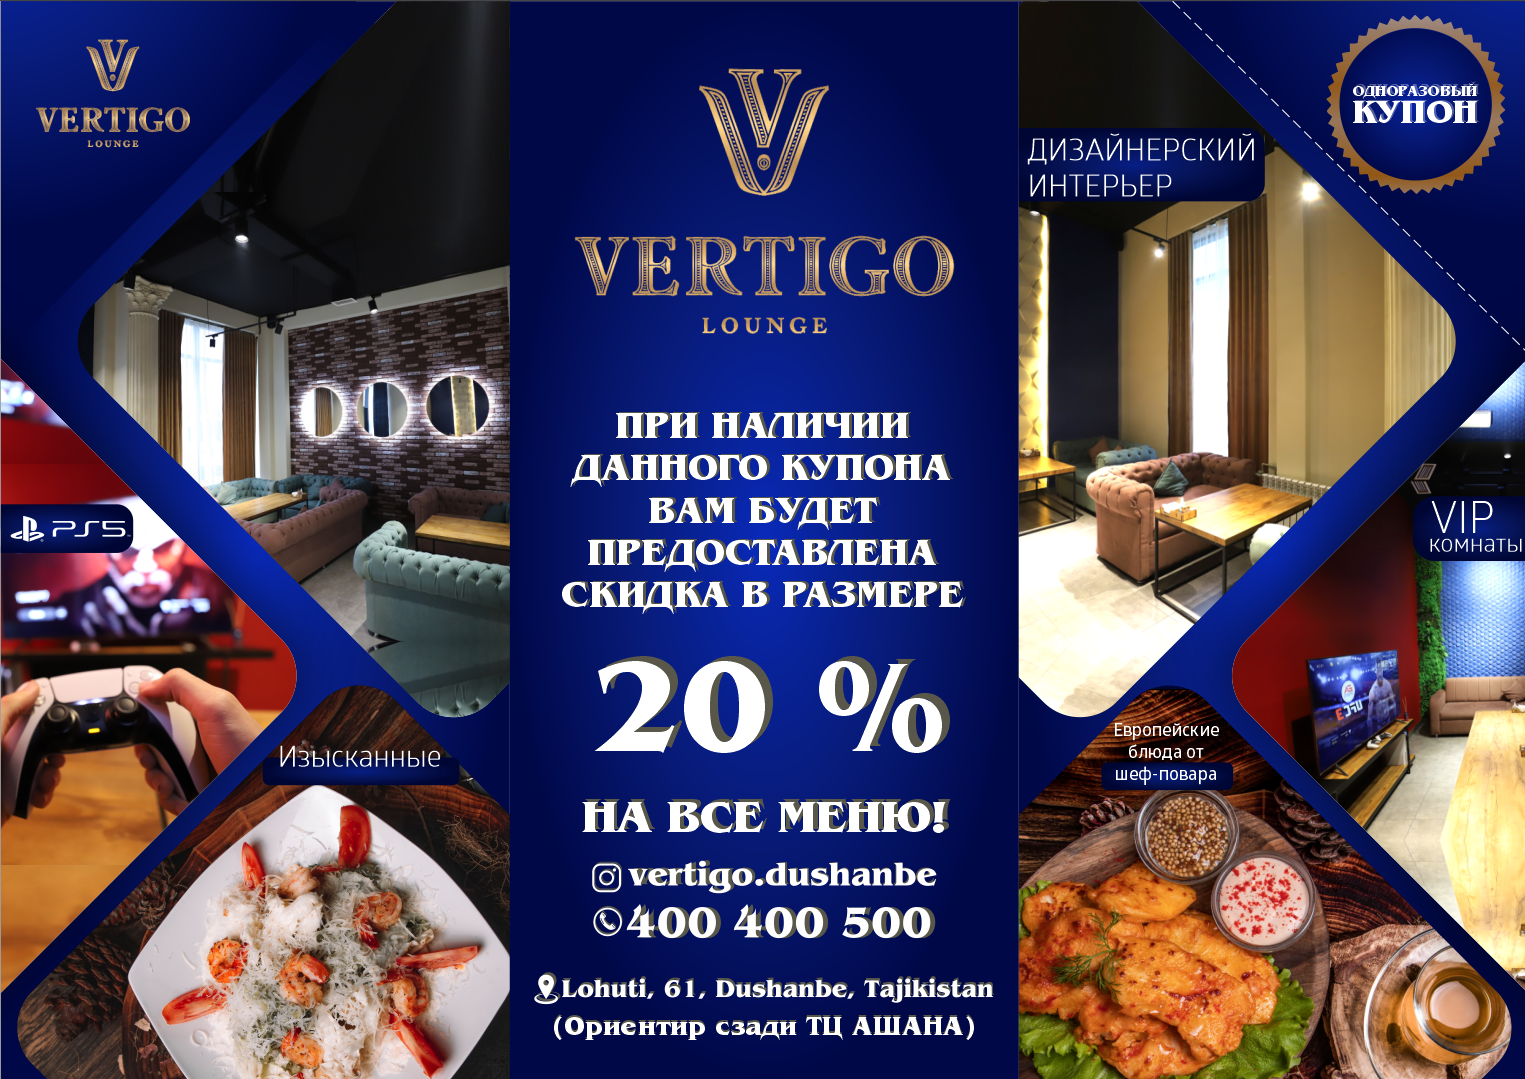 VERTIGO
LOUNGE
PS5
Изысканные
VERTIGO
LOUNGE
ПРИ НАЛИЧИИ
ДАННОГО КУПОНА
ВАМ БУДЕТ
ПРЕДОСТАВЛЕНА
СКИДКА В РАЗМЕРЕ
20 %
НА ВСЕ МЕНЮ!
vertigo.dushanbe
400 400 500
Lohuti, 61, Dushanbe, Tajikistan
(Ориентир сзади ТЦ АШАНА)
ОДНОРАЗОВЫЙ
КУПОН
ДИЗАЙНЕРСКИЙ
ИНТЕРЬЕР
VIP
комнаты
Европейские
блюда от
шеф-повара